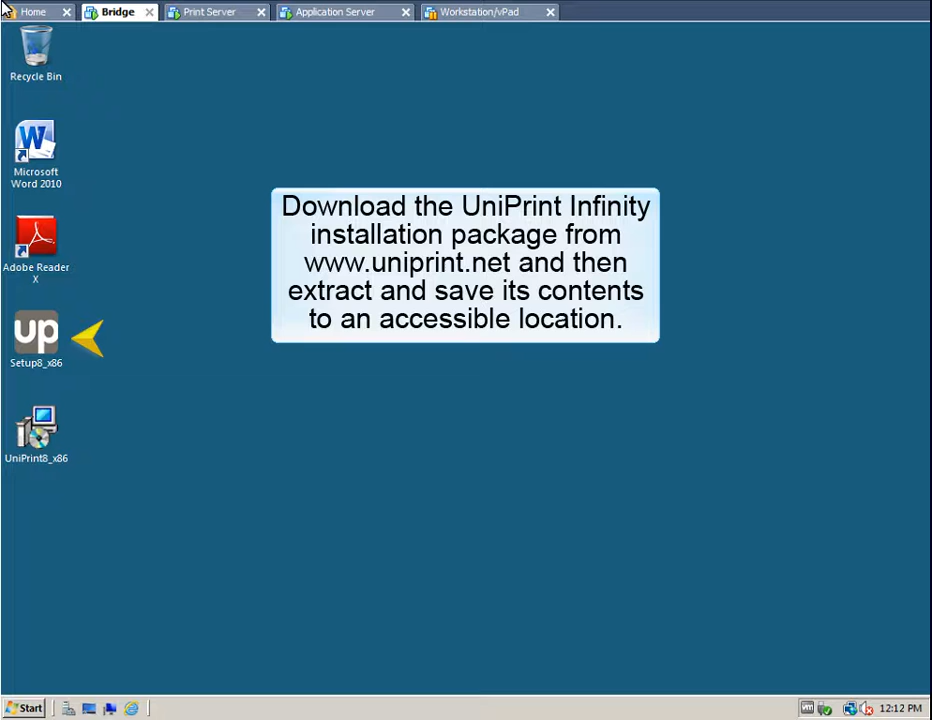 Home
Bridge
Print Server
Application Server
Workstation/vPad
Recycle Bin
Microsoft
Word 2010
Adobe Reader
X
up
Setup8_x86
UniPrint8_x86
Download the UniPrint Infinity
installation package from
www.uniprint.net and then
extract and save its contents
to an accessible location.
Start
12:12 PM